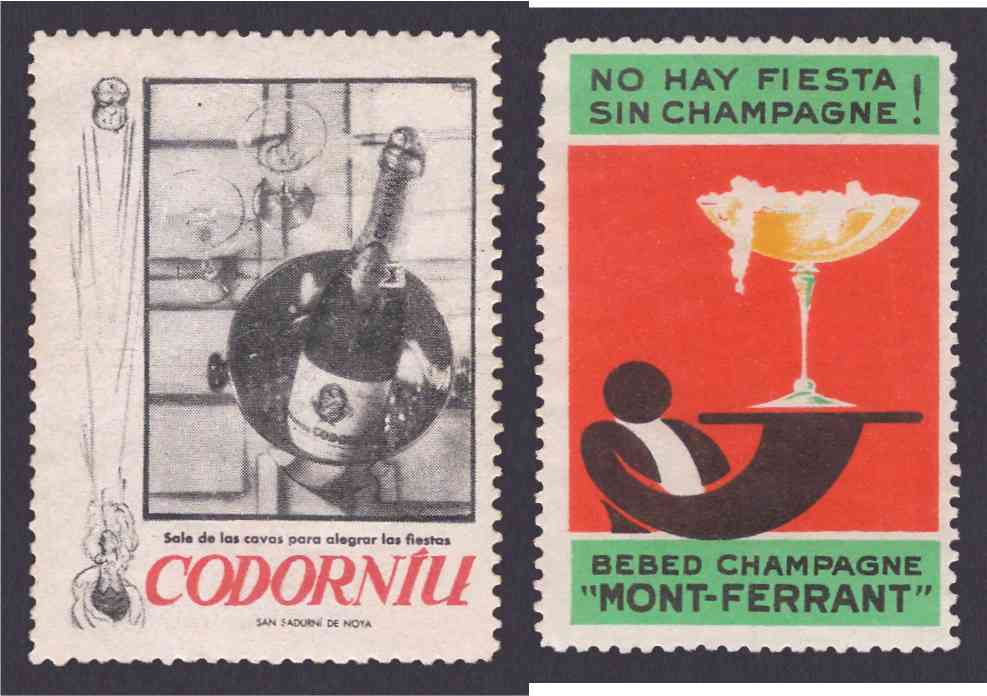 Sale de las cavas para alegrar las fiestas
CODORNÍU
SAN SADURNÍ DE NOYA
CODOR
NO HAY FIESTA
SIN CHAMPAGNE!
BEBED CHAMPAGNE
"MONT-FERRANT"